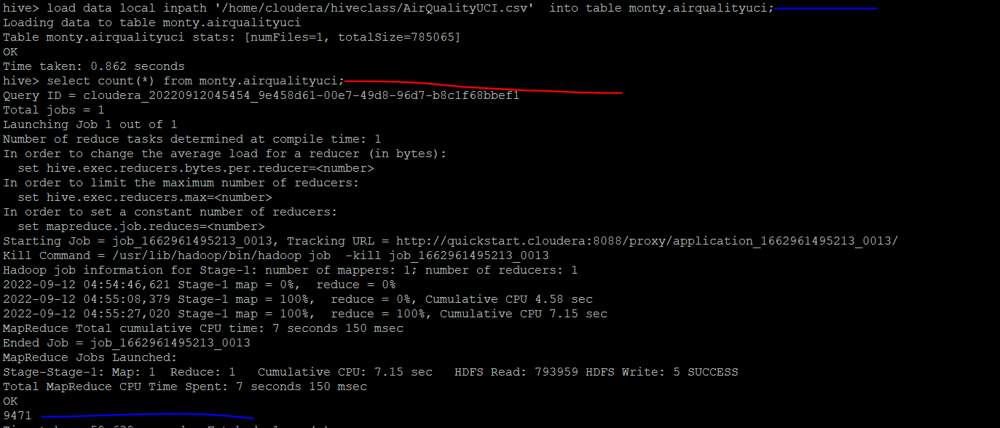 hive> load data local inpath '/home/cloudera/hiveclass/AirQualityUCI.csv'  into table monty.airqualityuci;
Loading data to table monty.airqualityuci
Table monty.airqualityuci stats: [numFiles=1, totalSize=785065]
OK
Time taken: 0.862 seconds
hive> select count(*) from monty.airqualityuci;
Query ID = cloudera_20220912045454_9e458d61-00e7-49d8-96d7-b8c1f68bbef1
Total jobs = 1
Launching Job 1 out of 1
Number of reduce tasks determined at compile time: 1
In order to change the average load for a reducer (in bytes):
  set hive.exec.reducers.bytes.per.reducer=<number>
In order to limit the maximum number of reducers:
  set hive.exec.reducers.max=<number>
In order to set a constant number of reducers:
  set mapreduce.job.reduces=<number>
Starting Job = job_1662961495213_0013, Tracking URL = http://quickstart.cloudera:8088/proxy/application_1662961495213_0013/
Kill Command = /usr/lib/hadoop/bin/hadoop job  -kill job_1662961495213_0013
Hadoop job information for Stage-1: number of mappers: 1; number of reducers: 1
2022-09-12 04:54:46,621 Stage-1 map = 0%,  reduce = 0%
2022-09-12 04:55:08,379 Stage-1 map = 100%,  reduce = 0%, Cumulative CPU 4.58 sec
2022-09-12 04:55:27,020 Stage-1 map = 100%,  reduce = 100%, Cumulative CPU 7.15 sec
MapReduce Total cumulative CPU time: 7 seconds 150 msec
Ended Job = job_1662961495213_0013
MapReduce Jobs Launched:
Stage-Stage-1: Map: 1  Reduce: 1   Cumulative CPU: 7.15 sec   HDFS Read: 793959 HDFS Write: 5 SUCCESS
Total MapReduce CPU Time Spent: 7 seconds 150 msec
OK
9471